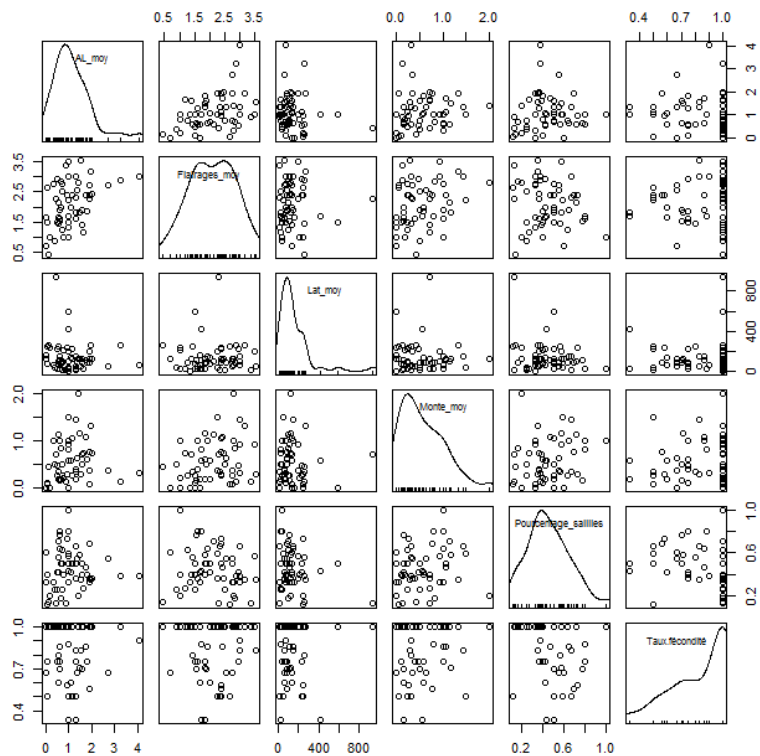 0.5 1.5 2.5 3.5 0.0 1.0 2.0 0.4 0.7 1.0
AL_moy
0 1 2 3 4
0.5 1.5 2.5 3.5
Flairages_moy
Lat_moy
0 400 800
0.0 1.0 2.0
Monte_moy
Pourcentage_saillies
0.2 0.6 1.0
0.4 0.7 1.0
Taux.fécondité
0 1 2 4 0 400 800 0.2 0.6 1.0